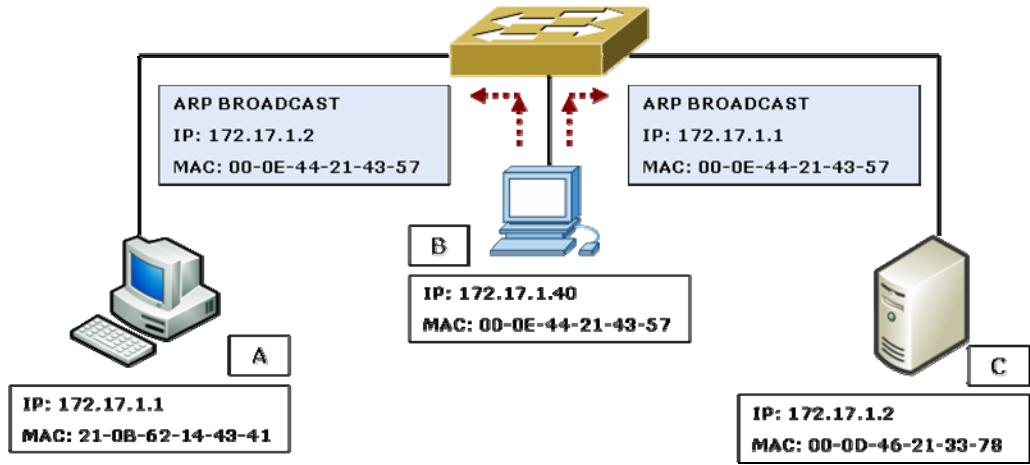 ARP BROADCAST
IP: 172.17.1.2
MAC: 00-0E-44-21-43-57
ARP BROADCAST
IP: 172.17.1.1
MAC: 00-0E-44-21-43-57
B
IP: 172.17.1.40
MAC: 00-0E-44-21-43-57
A
IP: 172.17.1.1
MAC: 21-0B-62-14-43-41
C
IP: 172.17.1.2
MAC: 00-0D-46-21-33-78